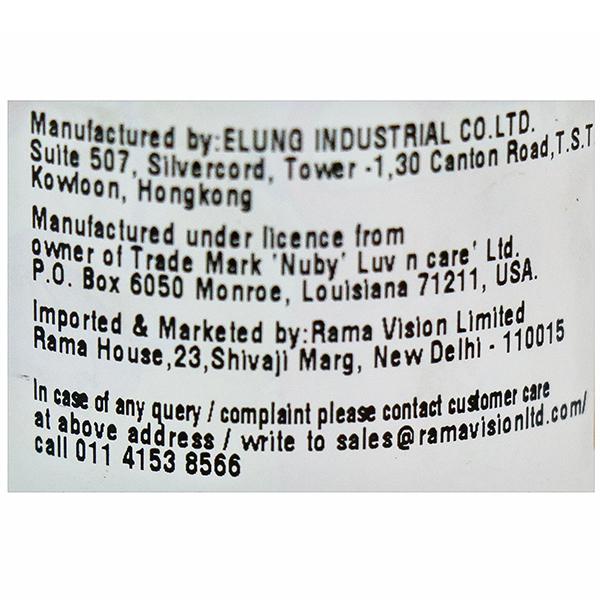 Manufactured by:ELUNG INDUSTRIAL CO.LTD.
Suite 507, Silvercord, Tower -1,30 Canton Road,T.S.T
Kowloon, Hongkong
Manufactured under licence from
owner of Trade Mark 'Nuby' Luv n care' Ltd.
P.O. Box 6050 Monroe, Louisiana 71211, USA.
Imported & Marketed by:Rama Vision Limited
Rama House,23,Shivaji Marg, New Delhi - 110015
In case of any query / complaint please contact customer care
at above address / write to sales@ramavisionltd.com/
call 011 4153 8566